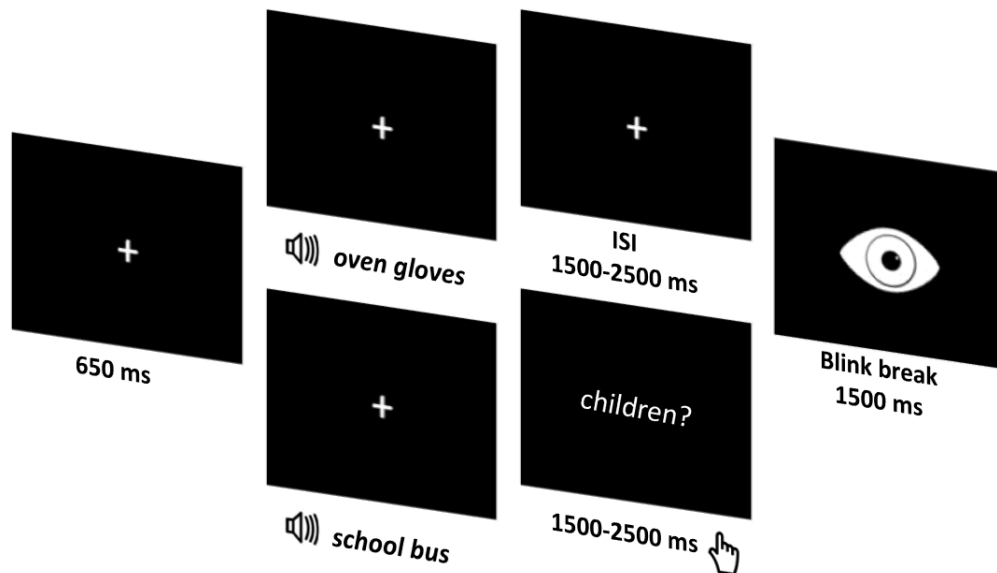 650 ms
oven gloves
ISI
1500-2500 ms
school bus
children?
1500-2500 ms
Blink break
1500 ms